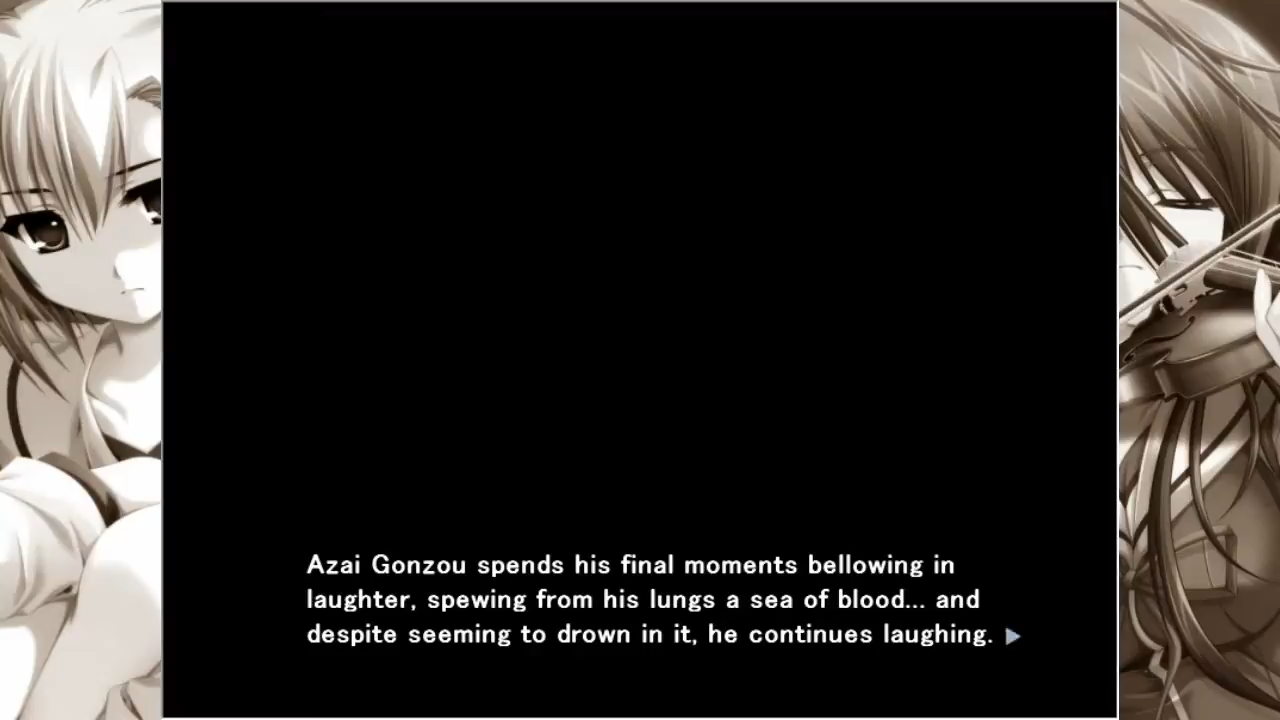 Azai Gonzou spends his final moments bellowing in
laughter, spewing from his lungs a sea of blood... and
despite seeming to drown in it, he continues laughing.